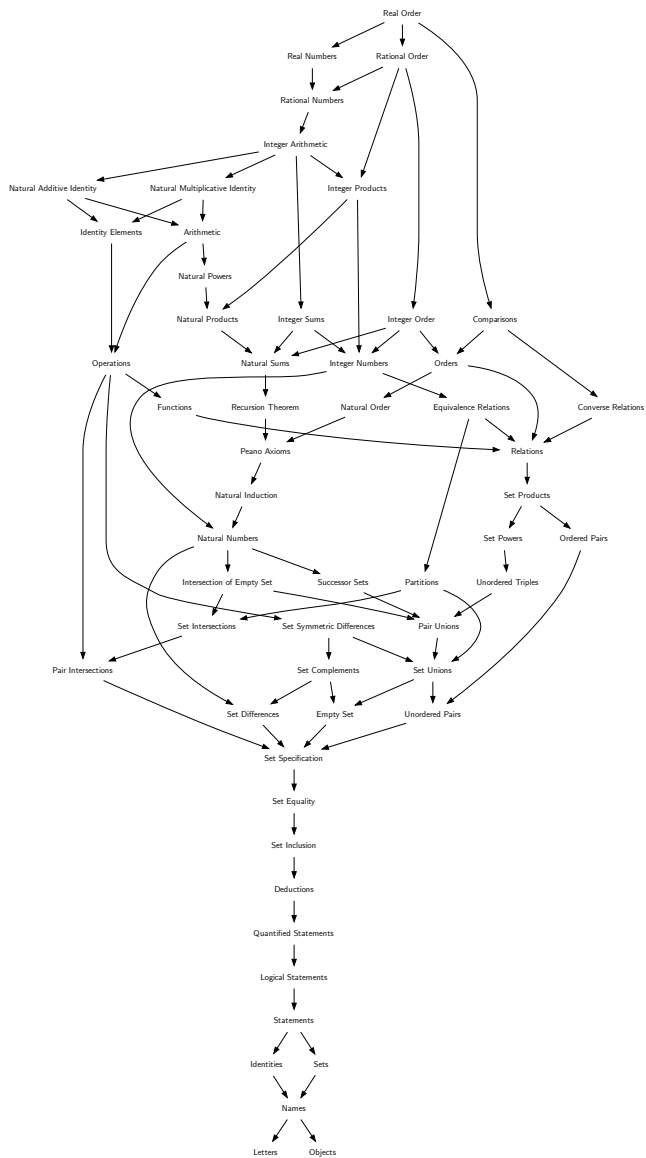 Real Order
Real Numbers
Rational Order
Rational Numbers
Integer Arithmetic
Natural Additive Identity
Natural Multiplicative Identity
Integer Products
Identity Elements
Arithmetic
Natural Powers
Natural Products
Integer Sums
Integer Order
Comparisons
Operations
Natural Sums
Integer Numbers
Orders
Functions
Recursion Theorem
Natural Order
Equivalence Relations
Converse Relations
Peano Axioms
Relations
Natural Induction
Set Products
Natural Numbers
Set Powers
Ordered Pairs
Intersection of Empty Set
Successor Sets
Partitions
Unordered Triples
Set Intersections
Set Symmetric Differences
Pair Unions
Pair Intersections
Set Complements
Set Unions
Set Differences
Empty Set
Unordered Pairs
Set Specification
Set Equality
Set Inclusion
Deductions
Quantified Statements
Logical Statements
Statements
Identities
Sets
Names
Letters
Objects